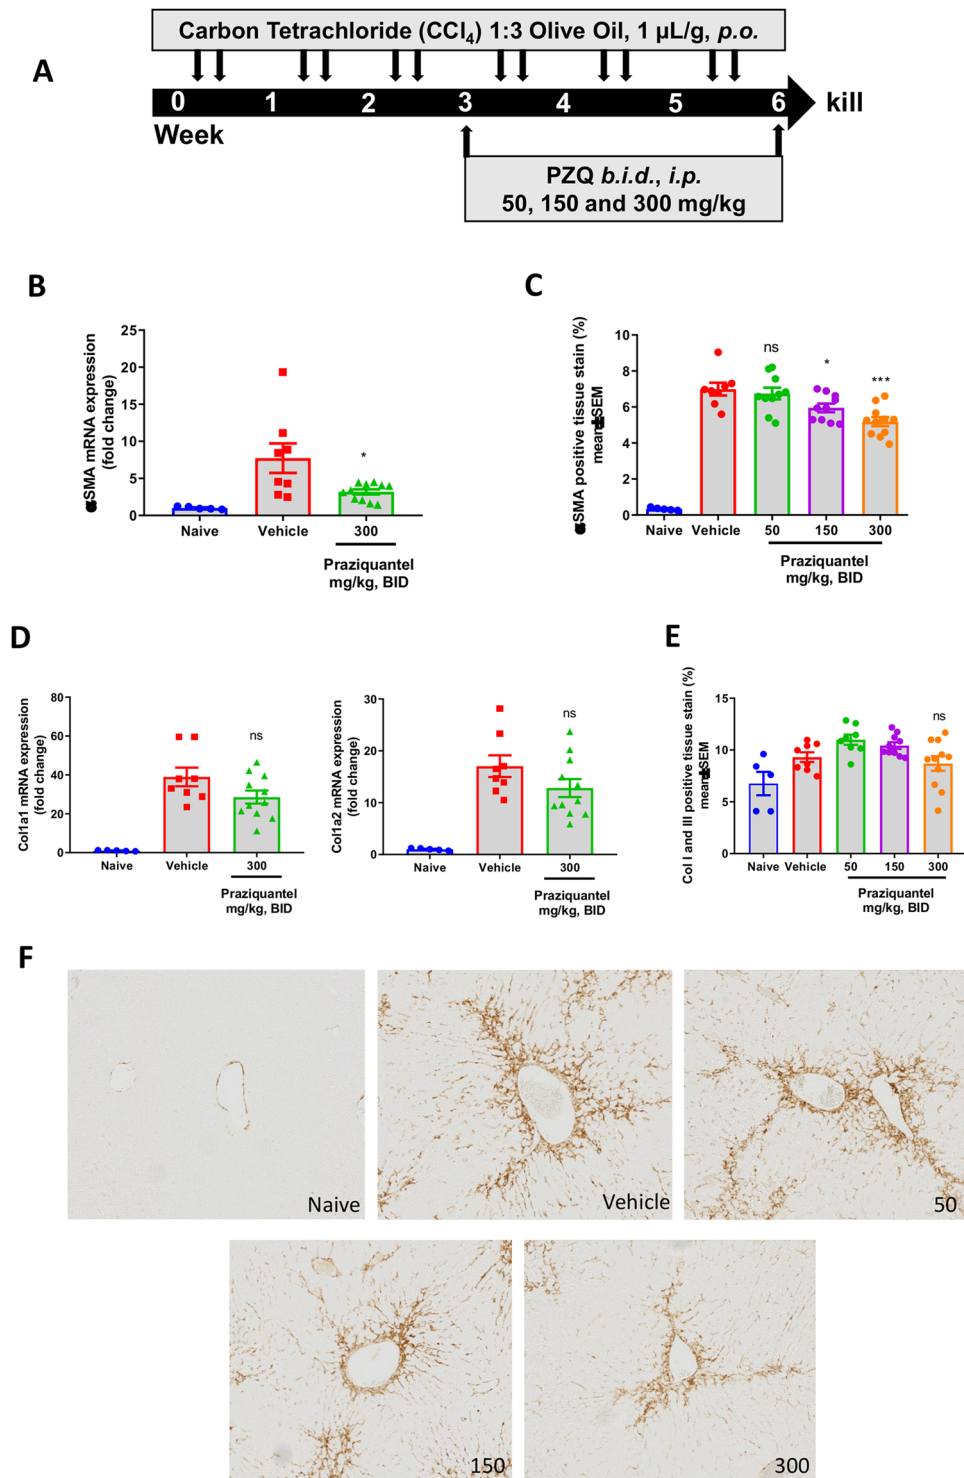 A
Carbon Tetrachloride (CCl₄) 1:3 Olive Oil, 1 µL/g, p.o.
0 1 2 3 4 5 6 kill
Week
PZQ b.i.d., i.p.
50, 150 and 300 mg/kg
B
αSMA mRNA expression
(fold change)
25
20
15
10
5
0
*
Naive Vehicle 300
Praziquantel
mg/kg, BID
C
αSMA positive tissue stain (%)
mean±SEM
10
8
6
4
2
0
ns * ***
Naive Vehicle 50 150 300
Praziquantel
mg/kg, BID
D
Col1a1 mRNA expression
(fold change)
80
60
40
20
0
ns
Naive Vehicle 300
Praziquantel
mg/kg, BID
Col1a2 mRNA expression
(fold change)
30
20
10
0
ns
Naive Vehicle 300
Praziquantel
mg/kg, BID
E
Col I and III positive tissue stain (%)
mean±SEM
15
10
5
0
ns
Naive Vehicle 50 150 300
Praziquantel
mg/kg, BID
F
Naive
Vehicle
50
150
300